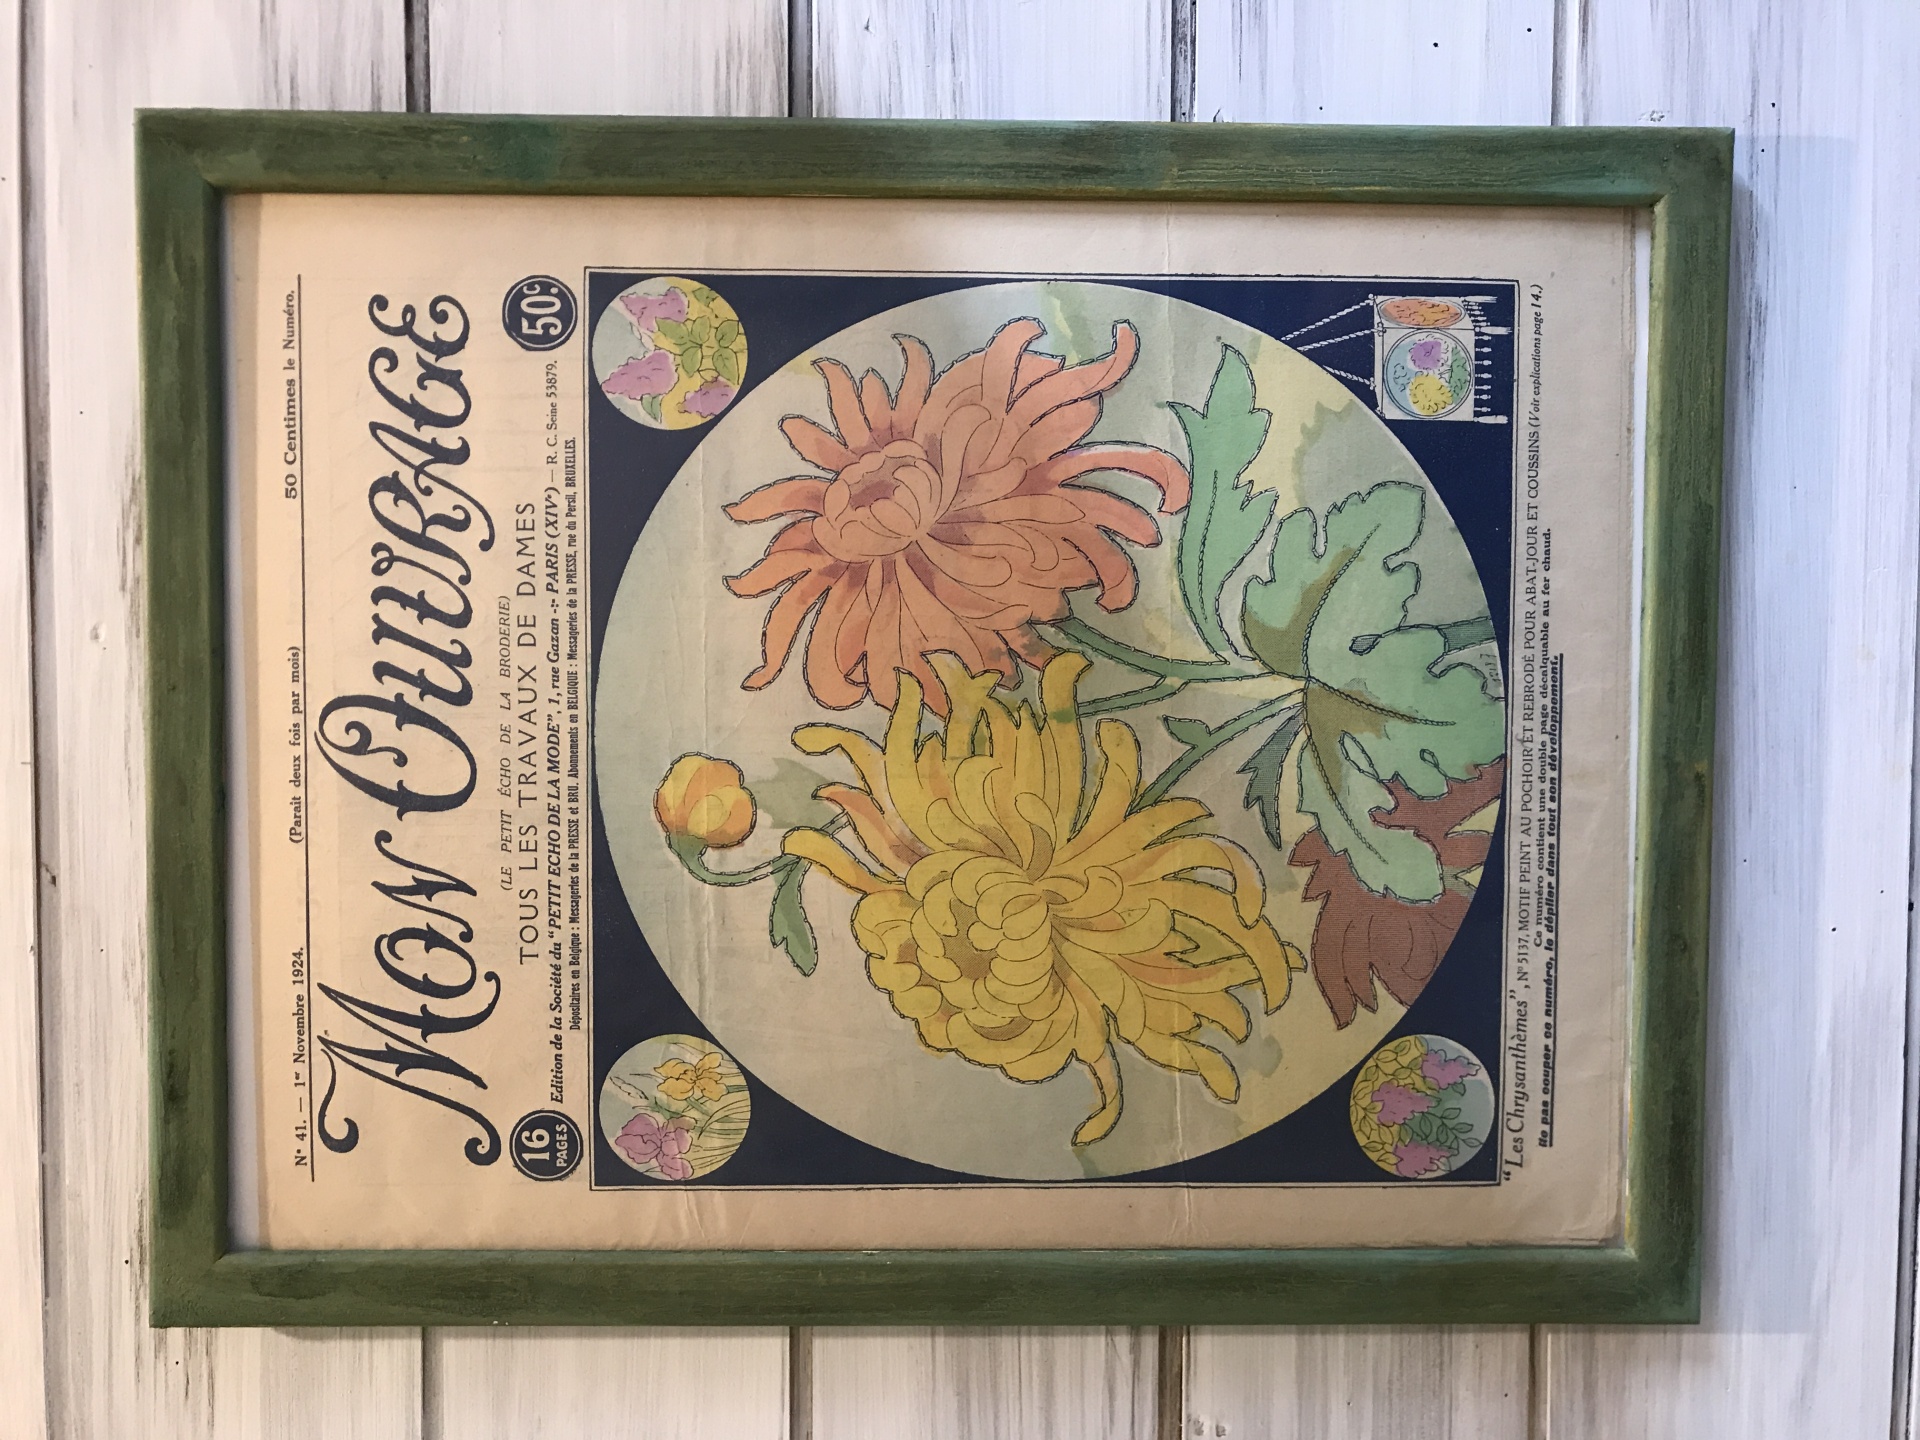 N° 41. — 1er Novembre 1924. (Parait deux fois par mois) 50 Centimes le Numéro.
MON OUVRAGE
(LE PETIT ÉCHO DE LA BRODERIE)
TOUS LES TRAVAUX DE DAMES
16 PAGES
50c.
Edition de la Société du "PETIT ECHO DE LA MODE", 1, rue Gazan -:- PARIS (XIVe) — R. C. Seine 53879.
Dépositaires en Belgique : Messageries de la PRESSE et BRU. Abonnements en BELGIQUE : Messageries de la PRESSE, rue du Persil, BRUXELLES.
"Les Chrysanthèmes", N° 5137, MOTIF PEINT AU POCHOIR ET REBRODÉ POUR ABAT-JOUR ET COUSSINS (Voir explications page 14.)
Ce numéro contient une double page décalquable au fer chaud.
Ne pas couper ce numéro, le déplier dans tout son développement.